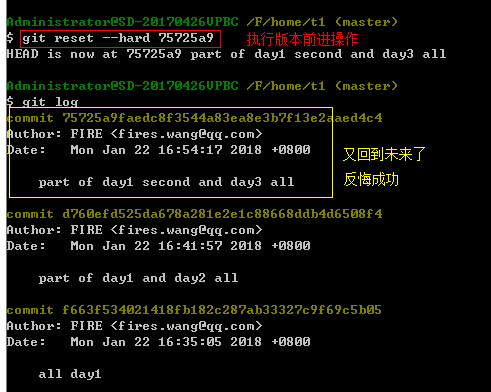 Administrator@SD-20170426VPBC /F/home/t1 (master)
$ git reset --hard 75725a9 执行版本前进操作
HEAD is now at 75725a9 part of day1 second and day3 all
Administrator@SD-20170426VPBC /F/home/t1 (master)
$ git log
commit 75725a9faedc8f3544a83ea8e3b7f13e2aaed4c4
Author: FIRE <fires.wang@qq.com>
Date:   Mon Jan 22 16:54:17 2018 +0800
又回到未来了
part of day1 second and day3 all
反悔成功
commit d760efd525da678a281e2e1c88668ddb4d6508f4
Author: FIRE <fires.wang@qq.com>
Date:   Mon Jan 22 16:41:57 2018 +0800
part of day1 and day2 all
commit f663f534021418fb182c287ab33327c9f69c5b05
Author: FIRE <fires.wang@qq.com>
Date:   Mon Jan 22 16:35:05 2018 +0800
all day1